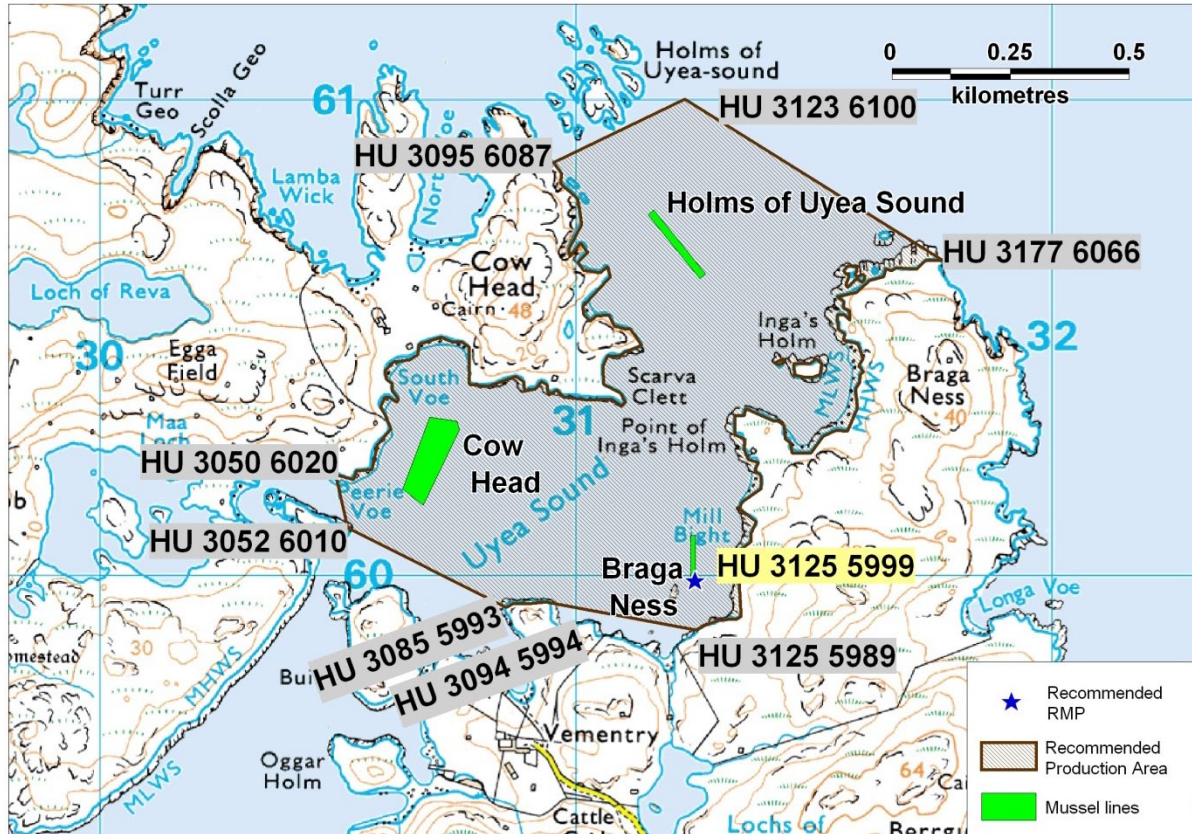 Holms of
Uyea-sound
0 0.25 0.5
kilometres
Turr
Geo
Scolla Geo
61
HU 3123 6100
HU 3095 6087
Lamba
Wick
Holms of Uyea Sound
HU 3177 6066
Cow
Head
Cairn
48
Loch of Reva
Inga's
Holm
32
30
Egga
Field
20
South
Voe
Scarva
Clett
MLWS
MHWS
Braga
Ness
40
31
Point of
Inga's Holm
Maa
Loch
HU 3050 6020
Cow
Head
20
Uyea Sound
Voe
Mill
Bight
HU 3052 6010
60
Braga
Ness
HU 3125 5999
Longa Voe
HU 3085 5993
HU 3094 5994
HU 3125 5989
30
MHWS
MLWS
Vementry
Oggar
Holm
64
Cattle
Lochs of
Recommended
RMP
Recommended
Production Area
Mussel lines